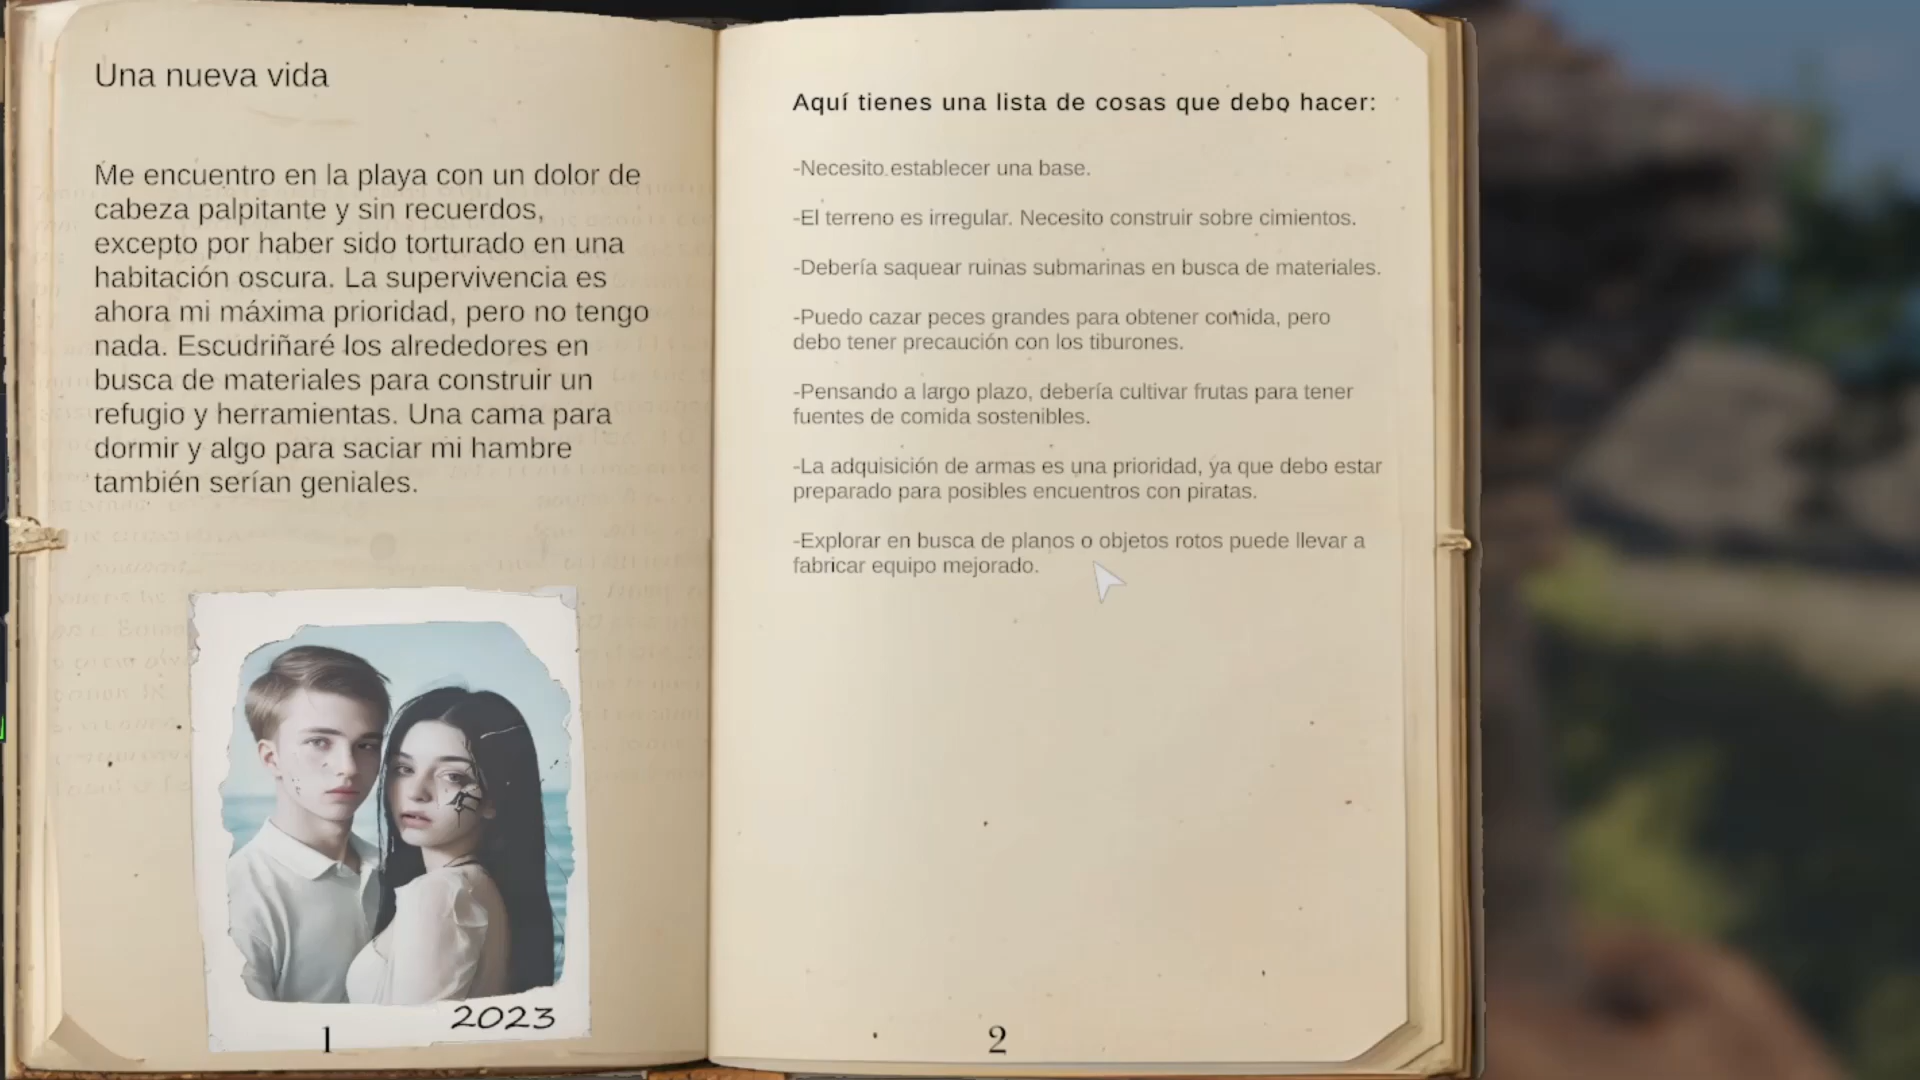 Una nueva vida
Me encuentro en la playa con un dolor de
cabeza palpitante y sin recuerdos,
excepto por haber sido torturado en una
habitación oscura. La supervivencia es
ahora mi máxima prioridad, pero no tengo
nada. Escudriñaré los alrededores en
busca de materiales para construir un
refugio y herramientas. Una cama para
dormir y algo para saciar mi hambre
también serían geniales.
2023
1
Aquí tienes una lista de cosas que debo hacer:
-Necesito establecer una base.
-El terreno es irregular. Necesito construir sobre cimientos.
-Debería saquear ruinas submarinas en busca de materiales.
-Puedo cazar peces grandes para obtener comida, pero
debo tener precaución con los tiburones.
-Pensando a largo plazo, debería cultivar frutas para tener
fuentes de comida sostenibles.
-La adquisición de armas es una prioridad, ya que debo estar
preparado para posibles encuentros con piratas.
-Explorar en busca de planos o objetos rotos puede llevar a
fabricar equipo mejorado.
2